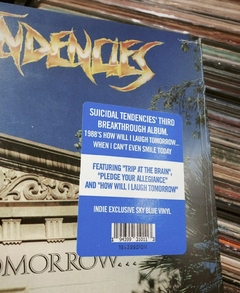 ENDENCIES
SUICIDAL TENDENCIES' THIRD
BREAKTHROUGH ALBUM,
1988'S HOW WILL I LAUGH TOMORROW...
WHEN I CAN'T EVEN SMILE TODAY
FEATURING "TRIP AT THE BRAIN",
"PLEDGE YOUR ALLEGIANCE"
AND "HOW WILL I LAUGH TOMORROW"
INDIE EXCLUSIVE SKY BLUE VINYL
OMORROW...